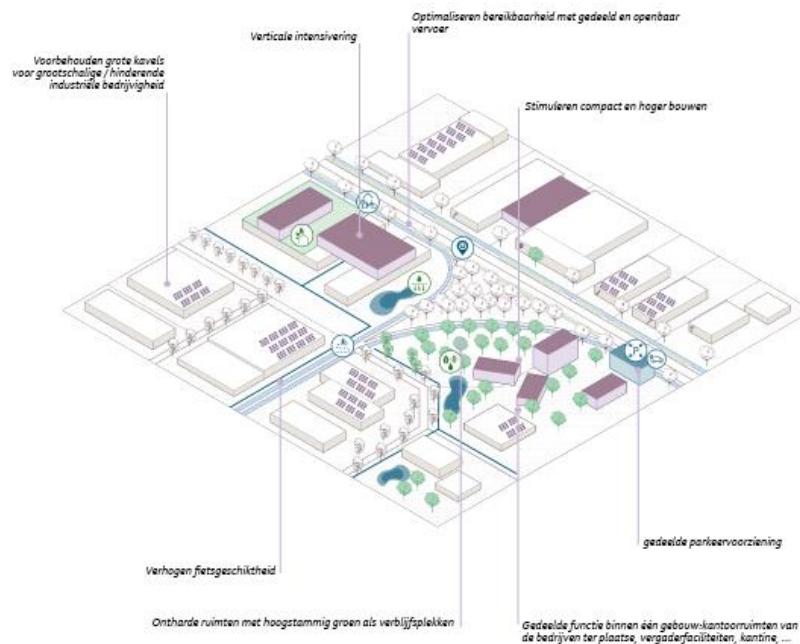 Optimaliseren bereikbaarheid met gedeeld en openbaar
vervoer
Verticale intensivering
Voorbehouden grote kavels
voor grootschalige / hinderende
industriële bedrijvigheid
Stimuleren compact en hoger bouwen
P
gedeelde parkeervoorziening
Verhogen fietsgeschiktheid
Ontharde ruimten met hoogstammig groen als verblijfsplekken
Gedeelde functie binnen één gebouw:kantoorruimten van
de bedrijven ter plaatse, vergaderfaciliteiten, kantine, ...